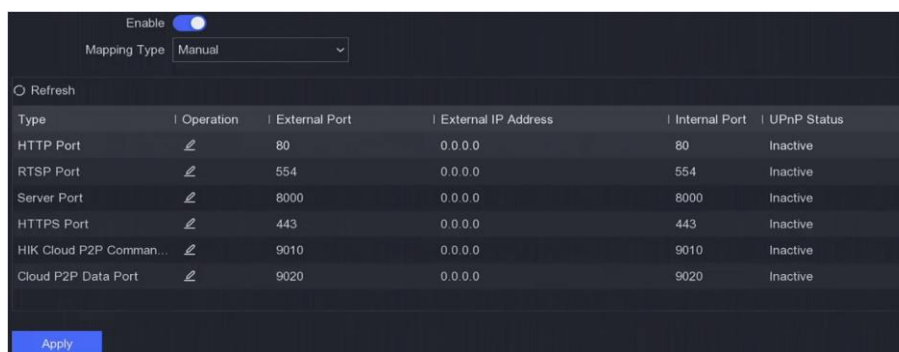 Enable
Mapping Type Manual
Refresh
Type Operation External Port External IP Address Internal Port UPnP Status
HTTP Port 80 0.0.0.0 80 Inactive
RTSP Port 554 0.0.0.0 554 Inactive
Server Port 8000 0.0.0.0 8000 Inactive
HTTPS Port 443 0.0.0.0 443 Inactive
HIK Cloud P2P Comman... 9010 0.0.0.0 9010 Inactive
Cloud P2P Data Port 9020 0.0.0.0 9020 Inactive
Apply